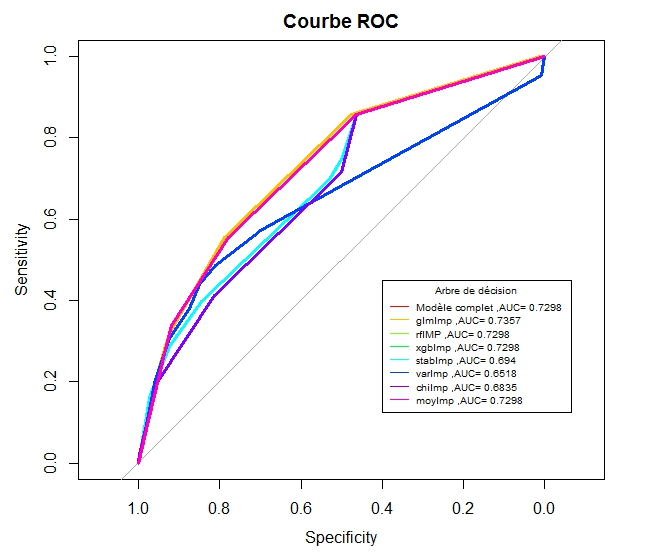 Courbe ROC
Sensitivity
1.0
0.8
0.6
0.4
0.2
0.0
Arbre de décision
Modèle complet ,AUC= 0.7298
glmImp ,AUC= 0.7357
rfIMP ,AUC= 0.7298
xgbImp ,AUC= 0.7298
stabImp ,AUC= 0.694
varImp ,AUC= 0.6518
chiImp ,AUC= 0.6835
moyImp ,AUC= 0.7298
1.0 0.8 0.6 0.4 0.2 0.0
Specificity